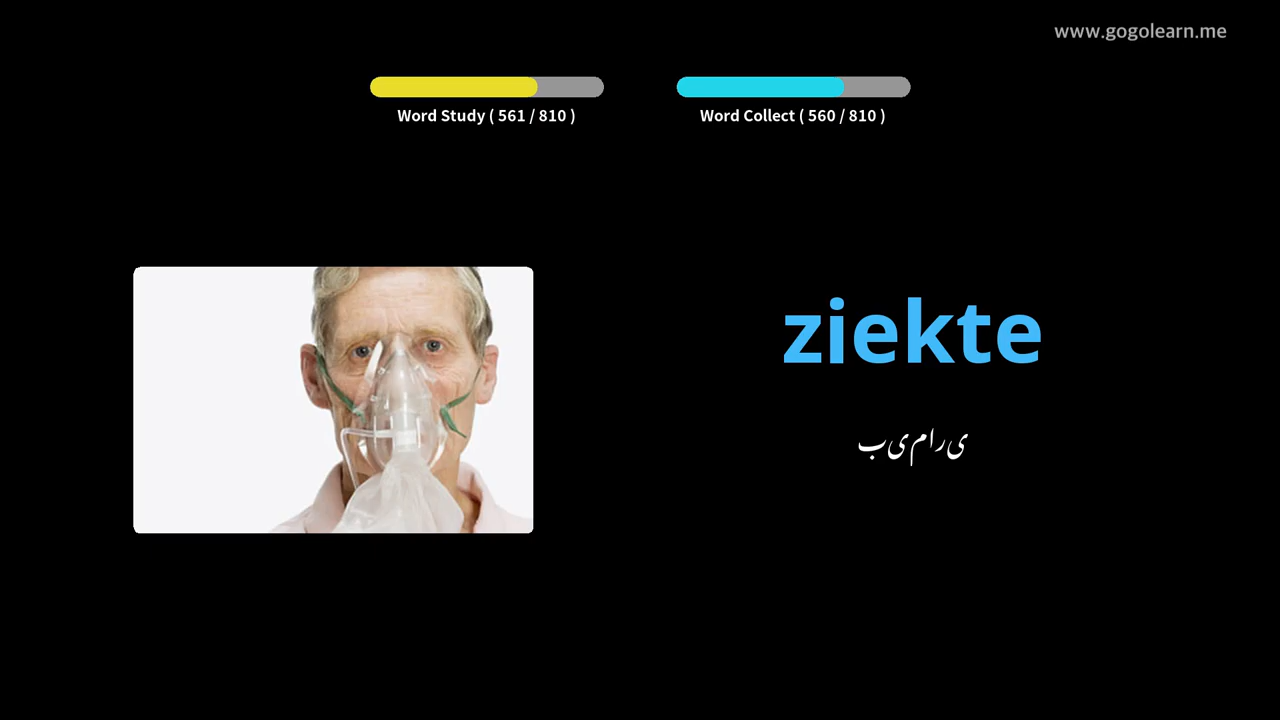 www.gogolearn.me
Word Study ( 561 / 810 )
Word Collect ( 560 / 810 )
ziekte
بیماری